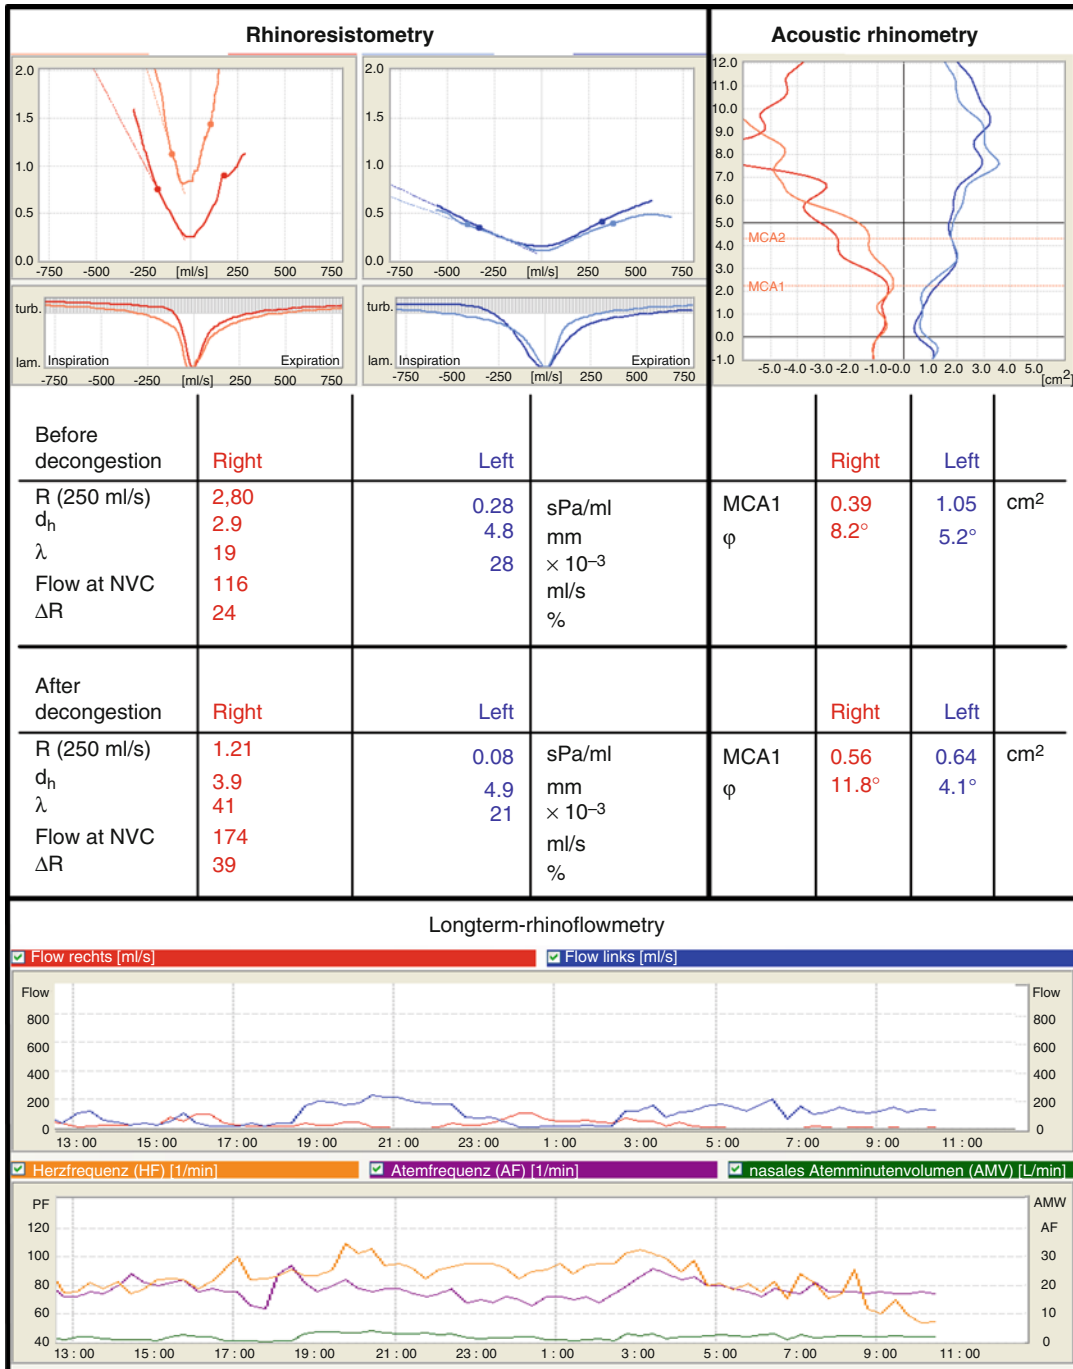 Rhinoresistometry
Acoustic rhinometry
2.0
1.5
1.0
0.5
0.0
-750 -500 -250 [ml/s] 250 500 750
2.0
1.5
1.0
0.5
0.0
-750 -500 -250 [ml/s] 250 500 750
turb.
lam. Inspiration Expiration
-750 -500 -250 [ml/s] 250 500 750
turb.
lam. Inspiration Expiration
-750 -500 -250 [ml/s] 250 500 750
12.0
11.0
10.0
9.0
8.0
7.0
6.0
5.0
MCA2
4.0
3.0
MCA1
2.0
1.0
0.0
-1.0
-5.0 -4.0 -3.0 -2.0 -1.0 -0.0 1.0 2.0 3.0 4.0 5.0
[cm²]
Before
decongestion Right Left Right Left
R (250 ml/s) 2,80 0.28 sPa/ml MCA1 0.39 1.05 cm²
dₕ 2.9 4.8 mm φ 8.2° 5.2°
λ 19 28 × 10⁻³
Flow at NVC 116 ml/s
ΔR 24 %
After
decongestion Right Left Right Left
R (250 ml/s) 1.21 0.08 sPa/ml MCA1 0.56 0.64 cm²
dₕ 3.9 4.9 mm φ 11.8° 4.1°
λ 41 21 × 10⁻³
Flow at NVC 174 ml/s
ΔR 39 %
Longterm-rhinoflowmetry
Flow rechts [ml/s] Flow links [ml/s]
Flow Flow
800 800
600 600
400 400
200 200
0 0
13 : 00 15 : 00 17 : 00 19 : 00 21 : 00 23 : 00 1 : 00 3 : 00 5 : 00 7 : 00 9 : 00 11 : 00
Herzfrequenz (HF) [1/min] Atemfrequenz (AF) [1/min] nasales Atemminutenvolumen (AMV) [L/min]
PF AMW
120 AF
100 30
80 20
60 10
40 0
13 : 00 15 : 00 17 : 00 19 : 00 21 : 00 23 : 00 1 : 00 3 : 00 5 : 00 7 : 00 9 : 00 11 : 00